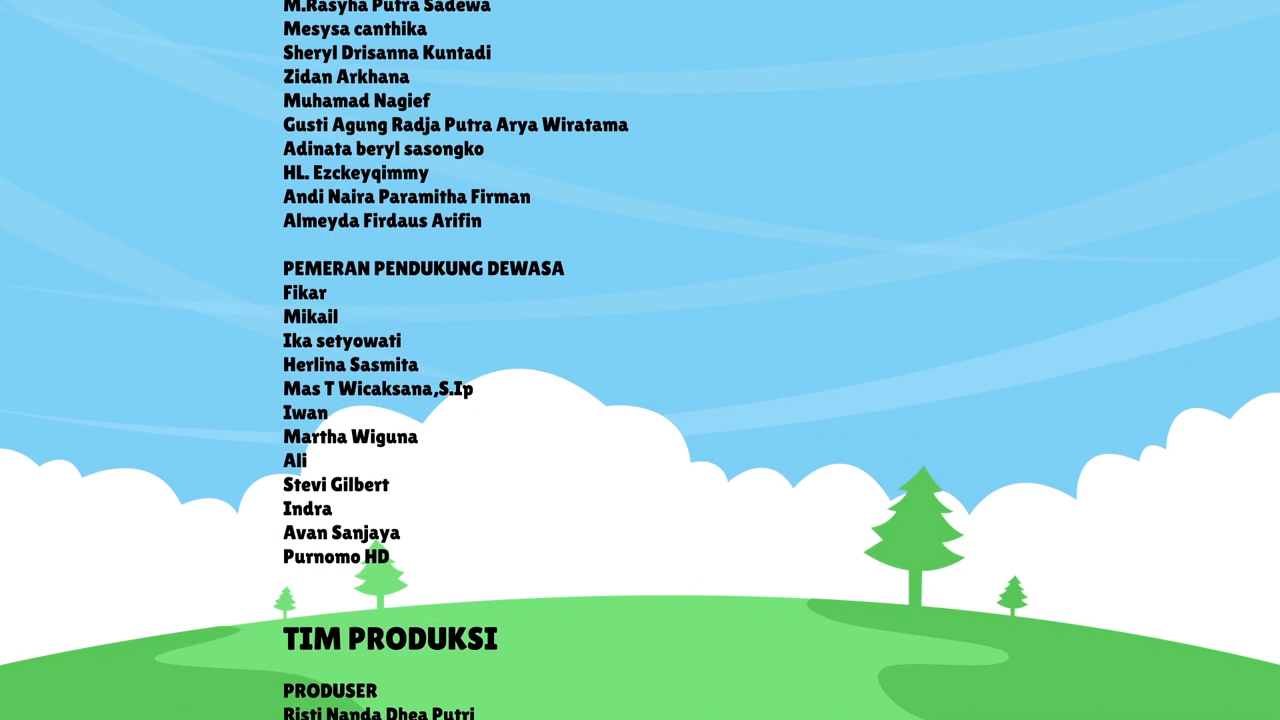 M.Rasyha Putra Sadewa
Mesysa canthika
Sheryl Drisanna Kuntadi
Zidan Arkhana
Muhamad Nagief
Gusti Agung Radja Putra Arya Wiratama
Adinata beryl sasongko
HL. Ezckeyqimmy
Andi Naira Paramitha Firman
Almeyda Firdaus Arifin
PEMERAN PENDUKUNG DEWASA
Fikar
Mikail
Ika setyowati
Herlina Sasmita
Mas T Wicaksana,S.Ip
Iwan
Martha Wiguna
Ali
Stevi Gilbert
Indra
Avan Sanjaya
Purnomo HD
TIM PRODUKSI
PRODUSER
Risti Nanda Dhea Putri